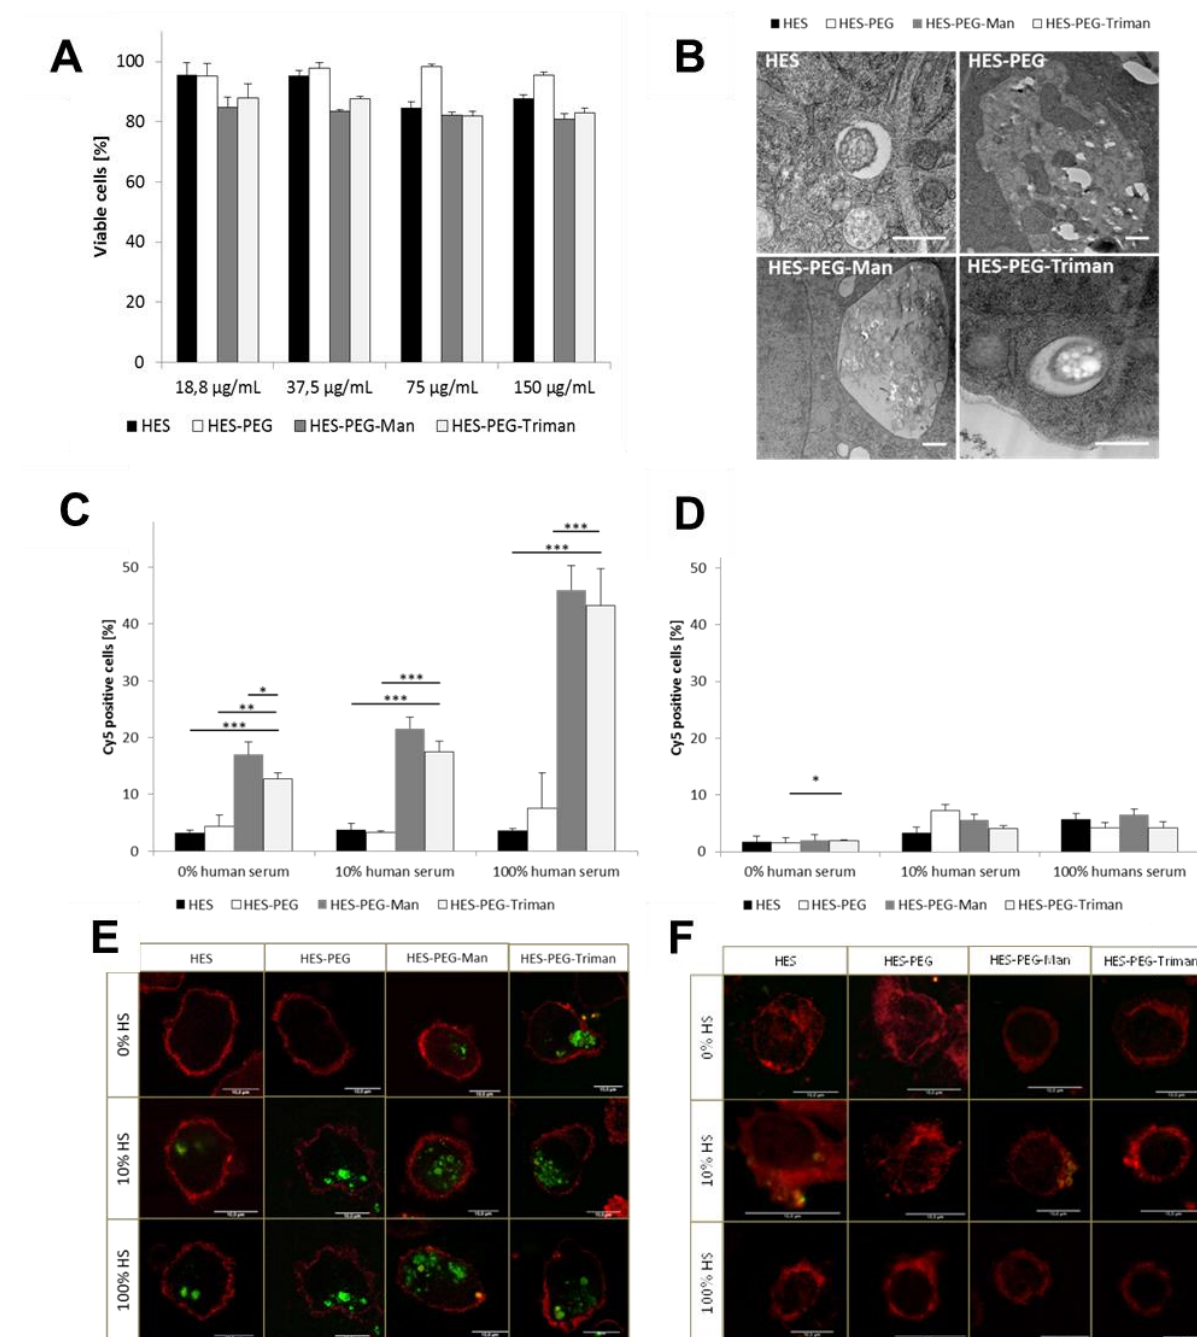 A
Viable cells [%]
100
80
60
40
20
0
18,8 µg/mL 37,5 µg/mL 75 µg/mL 150 µg/mL
HES HES-PEG HES-PEG-Man HES-PEG-Triman
B
HES HES-PEG HES-PEG-Man HES-PEG-Triman
HES HES-PEG
HES-PEG-Man HES-PEG-Triman
C
Cy5 positive cells [%]
50
40
30
20
10
0
*
**
***
***
***
***
***
0% human serum 10% human serum 100% human serum
HES HES-PEG HES-PEG-Man HES-PEG-Triman
D
Cy5 positive cells [%]
50
40
30
20
10
0
*
0% human serum 10% human serum 100% humans serum
HES HES-PEG HES-PEG-Man HES-PEG-Triman
E
HES HES-PEG HES-PEG-Man HES-PEG-Triman
0% HS
10% HS
100% HS
F
HES HES-PEG HES-PEG-Man HES-PEG-Triman
0% HS
10% HS
100% HS